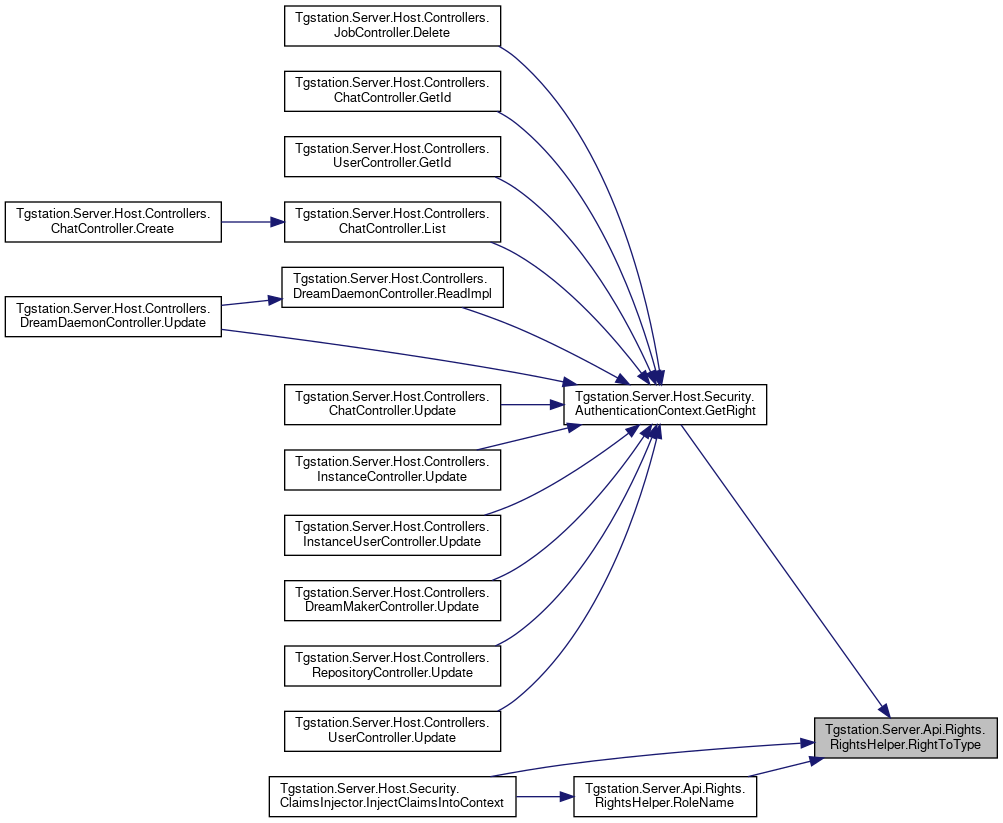 Tgstation.Server.Host.Controllers.
JobController.Delete
Tgstation.Server.Host.Controllers.
ChatController.GetId
Tgstation.Server.Host.Controllers.
UserController.GetId
Tgstation.Server.Host.Controllers.
ChatController.Create
Tgstation.Server.Host.Controllers.
ChatController.List
Tgstation.Server.Host.Controllers.
DreamDaemonController.ReadImpl
Tgstation.Server.Host.Controllers.
DreamDaemonController.Update
Tgstation.Server.Host.Controllers.
ChatController.Update
Tgstation.Server.Host.Security.
AuthenticationContext.GetRight
Tgstation.Server.Host.Controllers.
InstanceController.Update
Tgstation.Server.Host.Controllers.
InstanceUserController.Update
Tgstation.Server.Host.Controllers.
DreamMakerController.Update
Tgstation.Server.Host.Controllers.
RepositoryController.Update
Tgstation.Server.Host.Controllers.
UserController.Update
Tgstation.Server.Api.Rights.
RightsHelper.RightToType
Tgstation.Server.Host.Security.
ClaimsInjector.InjectClaimsIntoContext
Tgstation.Server.Api.Rights.
RightsHelper.RoleName